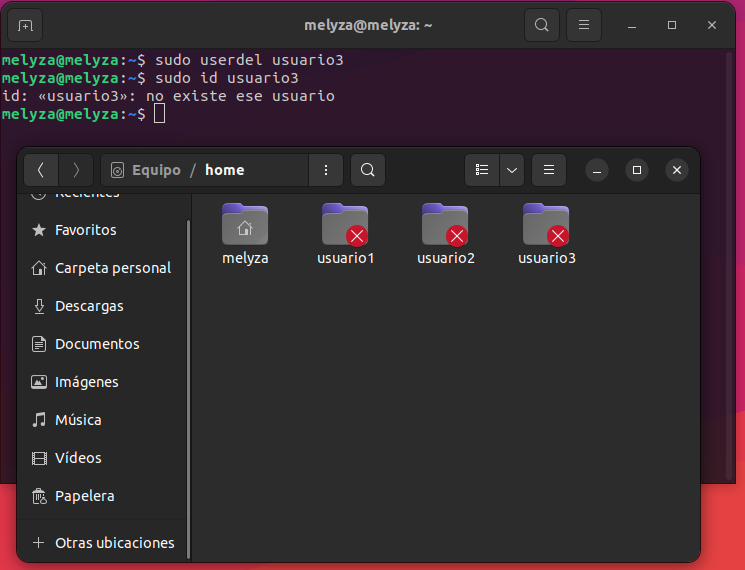 melyza@melyza: ~
melyza@melyza:~$ sudo userdel usuario3
melyza@melyza:~$ sudo id usuario3
id: «usuario3»: no existe ese usuario
melyza@melyza:~$
Equipo / home
Recientes
Favoritos
Carpeta personal
Descargas
Documentos
Imágenes
Música
Vídeos
Papelera
Otras ubicaciones
melyza usuario1 usuario2 usuario3